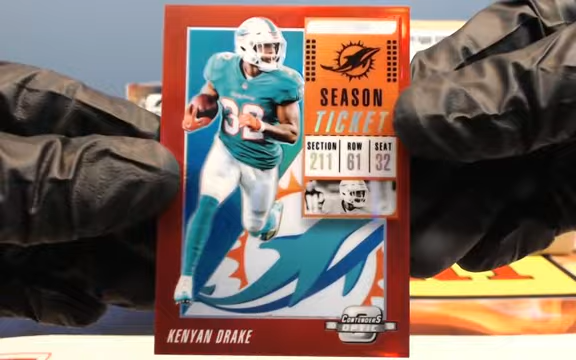 SEASON
TICKET
SECTION ROW SEAT
211 61 32
32
KENYAN DRAKE
CONTENDERS
OPTIC